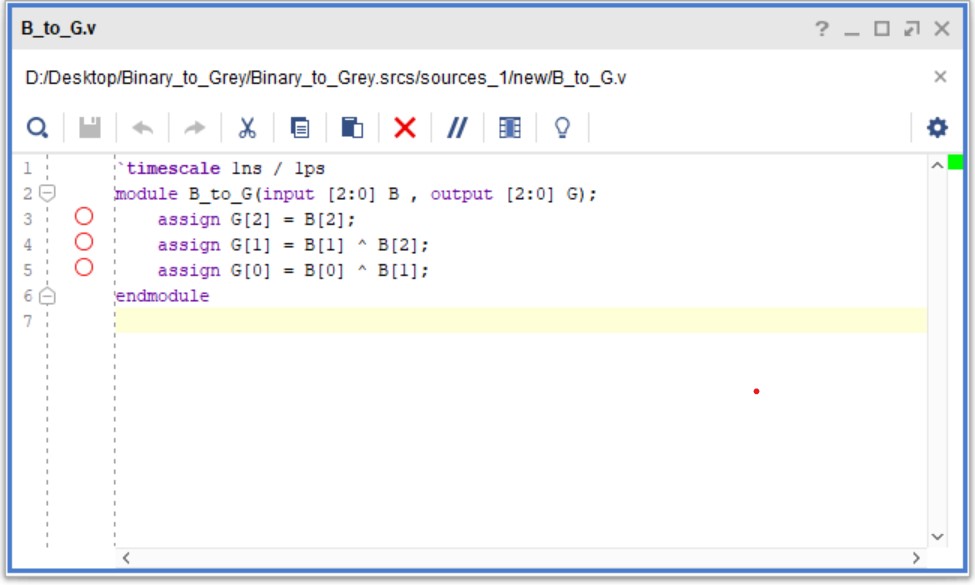 B_to_G.v
D:/Desktop/Binary_to_Grey/Binary_to_Grey.srcs/sources_1/new/B_to_G.v
1 `timescale 1ns / 1ps
2 module B_to_G(input [2:0] B , output [2:0] G);
3 assign G[2] = B[2];
4 assign G[1] = B[1] ^ B[2];
5 assign G[0] = B[0] ^ B[1];
6 endmodule
7